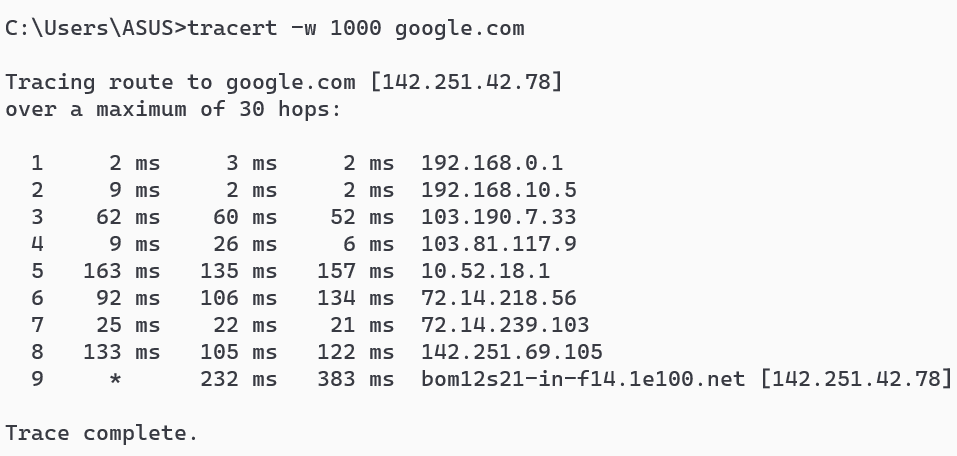 C:\Users\ASUS>tracert -w 1000 google.com
Tracing route to google.com [142.251.42.78]
over a maximum of 30 hops:
1 2 ms 3 ms 2 ms 192.168.0.1
2 9 ms 2 ms 2 ms 192.168.10.5
3 62 ms 60 ms 52 ms 103.190.7.33
4 9 ms 26 ms 6 ms 103.81.117.9
5 163 ms 135 ms 157 ms 10.52.18.1
6 92 ms 106 ms 134 ms 72.14.218.56
7 25 ms 22 ms 21 ms 72.14.239.103
8 133 ms 105 ms 122 ms 142.251.69.105
9 * 232 ms 383 ms bom12s21-in-f14.1e100.net [142.251.42.78]
Trace complete.